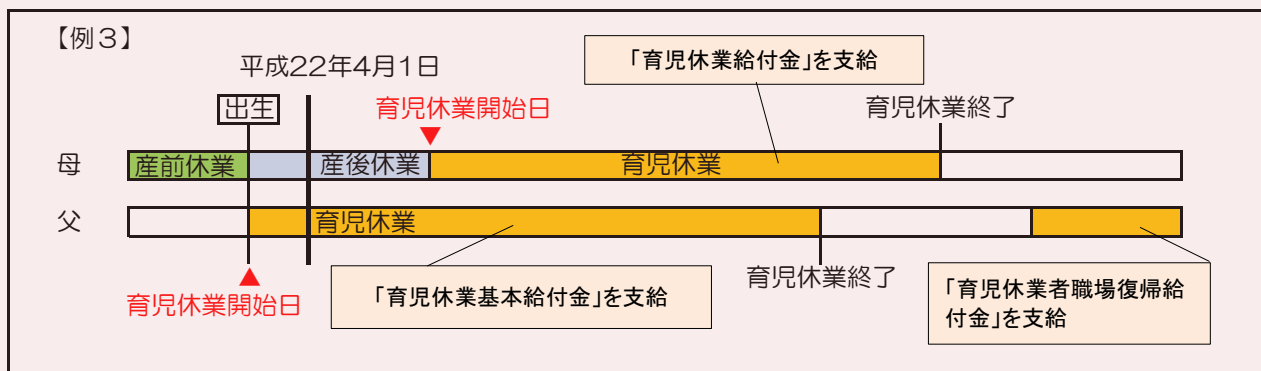 【例３】
平成22年4月1日
「育児休業給付金」を支給
出生
育児休業開始日
育児休業終了
母
産前休業
産後休業
育児休業
父
育児休業
育児休業開始日
「育児休業基本給付金」を支給
育児休業終了
「育児休業者職場復帰給
付金」を支給